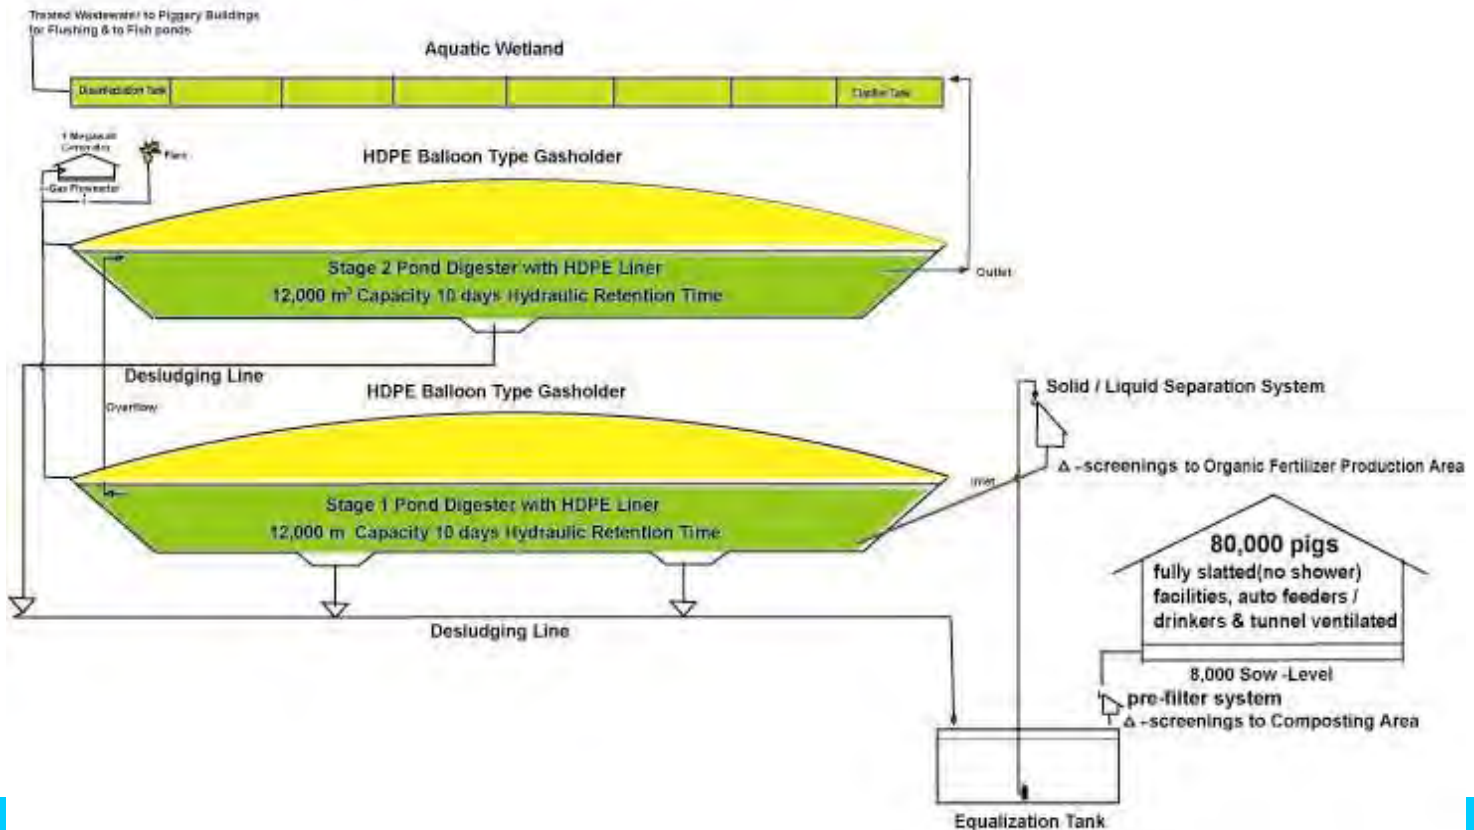 Treated Wastewater to Piggery Buildings
for Flushing & to Fish ponds
Aquatic Wetland
Disinfection Tank
Clarifier Tank
1 Megawatt
Generator
Flare
Gas Flowmeter
HDPE Balloon Type Gasholder
Stage 2 Pond Digester with HDPE Liner
12,000 m³ Capacity 10 days Hydraulic Retention Time
Outlet
Desludging Line
Overflow
HDPE Balloon Type Gasholder
Stage 1 Pond Digester with HDPE Liner
12,000 m Capacity 10 days Hydraulic Retention Time
Inlet
Desludging Line
Solid / Liquid Separation System
Δ -screenings to Organic Fertilizer Production Area
80,000 pigs
fully slatted(no shower)
facilities, auto feeders /
drinkers & tunnel ventilated
8,000 Sow -Level
pre-filter system
Δ -screenings to Composting Area
Equalization Tank